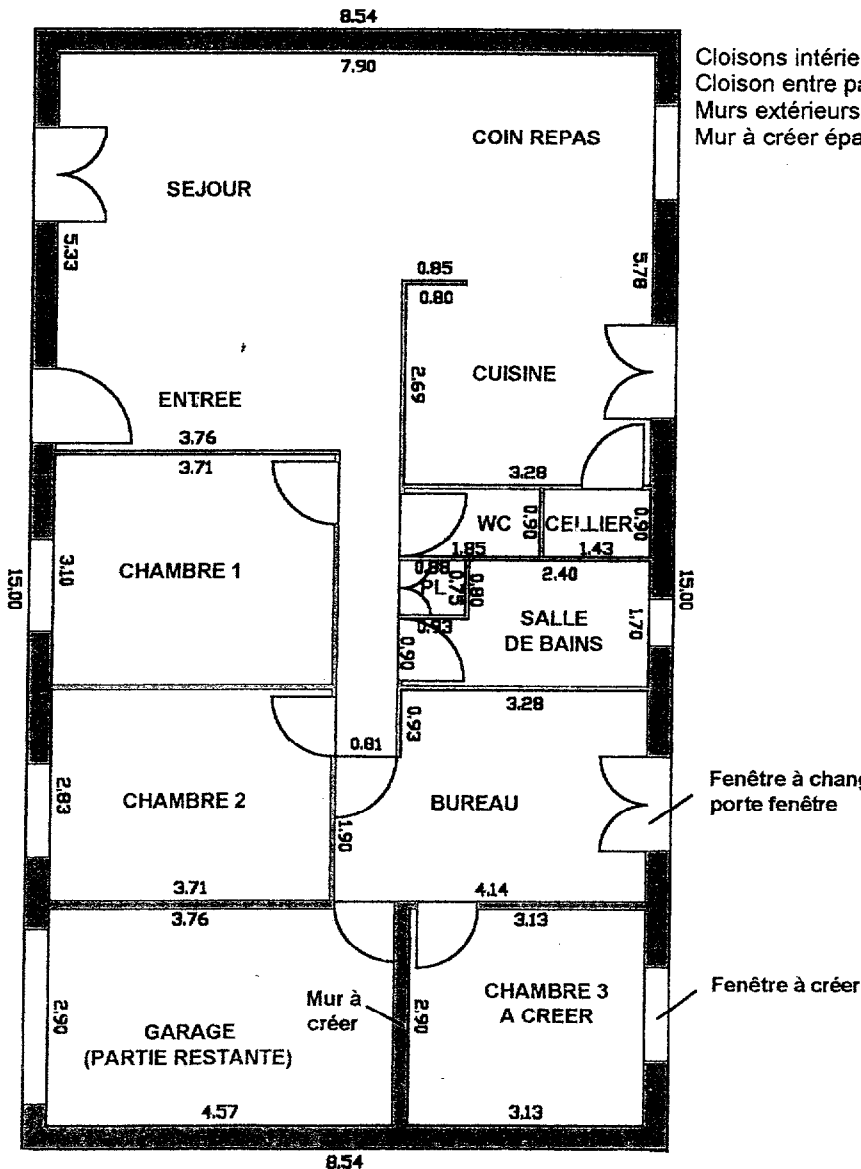 8.54
7.90
Cloisons intérie
Cloison entre pa
Murs extérieurs
Mur à créer épa
COIN REPAS
SEJOUR
5.33
5.78
0.85
0.80
2.69
CUISINE
ENTREE
3.76
3.71
3.28
WC
0.90
CELLIER
0.90
1.85
1.43
15.00
3.10
CHAMBRE 1
0.88
PL
0.75
0.80
2.40
15.00
0.93
SALLE
DE BAINS
1.70
0.90
3.28
0.93
0.81
2.83
CHAMBRE 2
1.90
BUREAU
Fenêtre à chang
porte fenêtre
3.71
4.14
3.76
3.13
2.90
Mur à
créer
2.90
CHAMBRE 3
A CREER
Fenêtre à créer
GARAGE
(PARTIE RESTANTE)
4.57
3.13
8.54